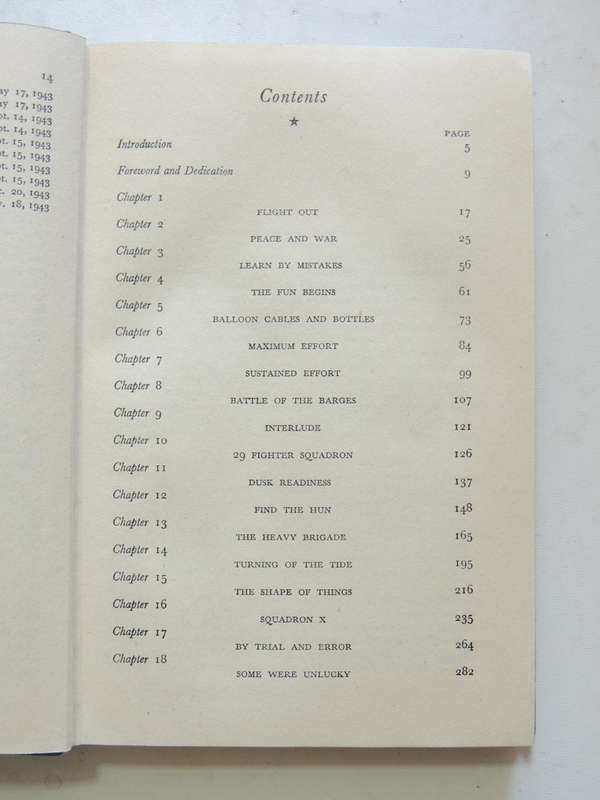 14
ay 17, 1943
ay 17, 1943
t. 14, 1943
t. 14, 1943
t. 15, 1943
t. 15, 1943
t. 15, 1943
t. 15, 1943
. 20, 1943
. 18, 1943
Contents
★
PAGE
Introduction 5
Foreword and Dedication 9
Chapter 1
FLIGHT OUT 17
Chapter 2
PEACE AND WAR 25
Chapter 3
LEARN BY MISTAKES 56
Chapter 4
THE FUN BEGINS 61
Chapter 5
BALLOON CABLES AND BOTTLES 73
Chapter 6
MAXIMUM EFFORT 84
Chapter 7
SUSTAINED EFFORT 99
Chapter 8
BATTLE OF THE BARGES 107
Chapter 9
INTERLUDE 121
Chapter 10
29 FIGHTER SQUADRON 126
Chapter 11
DUSK READINESS 137
Chapter 12
FIND THE HUN 148
Chapter 13
THE HEAVY BRIGADE 165
Chapter 14
TURNING OF THE TIDE 195
Chapter 15
THE SHAPE OF THINGS 216
Chapter 16
SQUADRON X 235
Chapter 17
BY TRIAL AND ERROR 264
Chapter 18
SOME WERE UNLUCKY 282